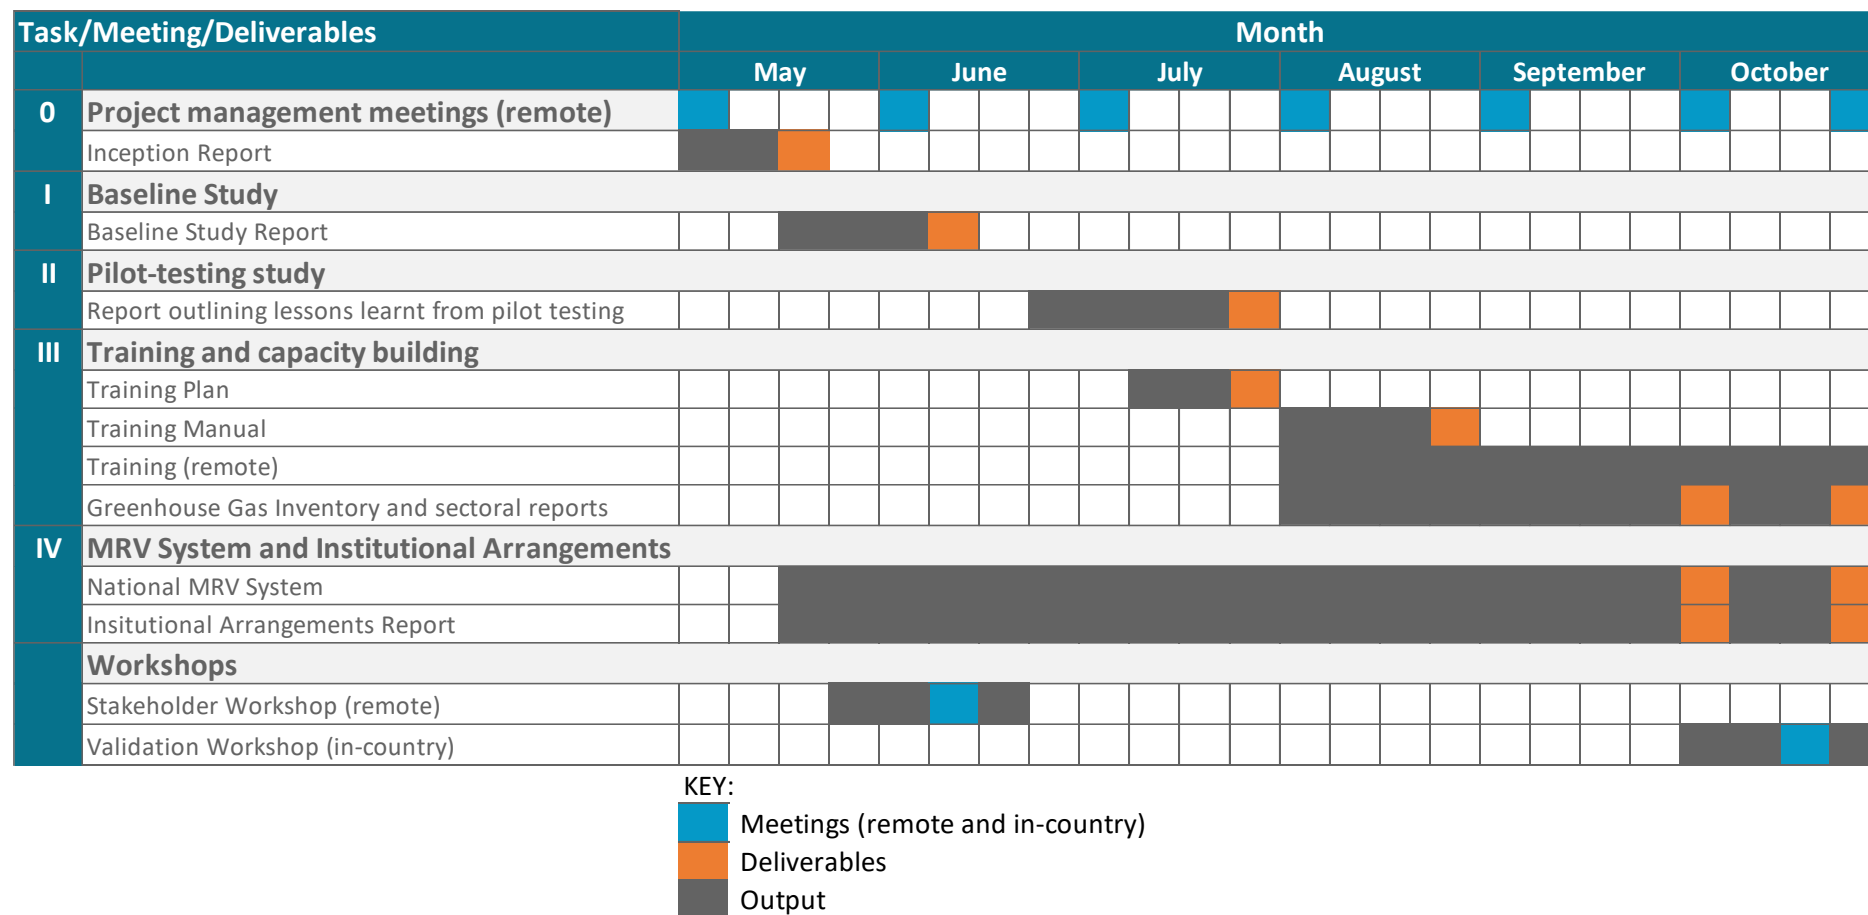 Task/Meeting/Deliverables Month
May June July August September October
0 Project management meetings (remote)
Inception Report
I Baseline Study
Baseline Study Report
II Pilot-testing study
Report outlining lessons learnt from pilot testing
III Training and capacity building
Training Plan
Training Manual
Training (remote)
Greenhouse Gas Inventory and sectoral reports
IV MRV System and Institutional Arrangements
National MRV System
Insitutional Arrangements Report
Workshops
Stakeholder Workshop (remote)
Validation Workshop (in-country)
KEY:
Meetings (remote and in-country)
Deliverables
Output